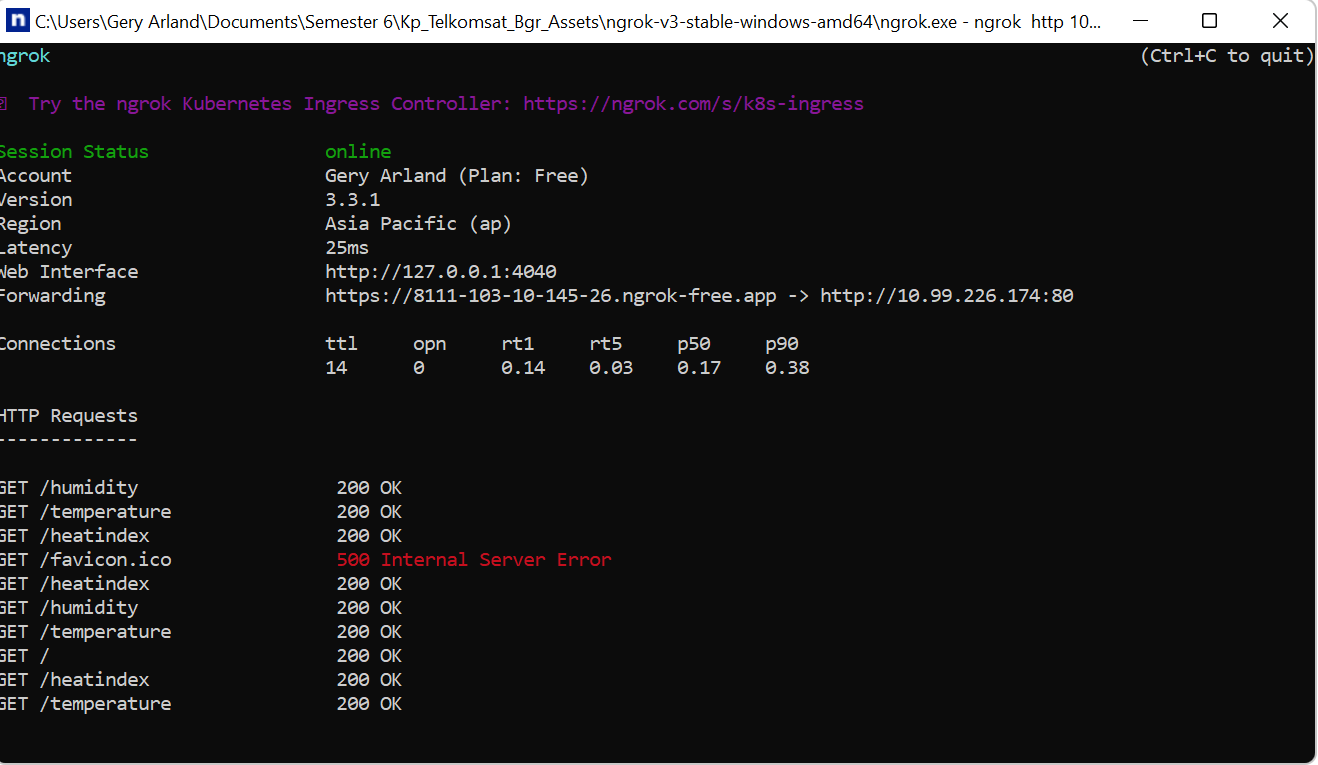 C:\Users\Gery Arland\Documents\Semester 6\Kp_Telkomsat_Bgr_Assets\ngrok-v3-stable-windows-amd64\ngrok.exe - ngrok http 10...
ngrok (Ctrl+C to quit)
Try the ngrok Kubernetes Ingress Controller: https://ngrok.com/s/k8s-ingress
Session Status online
Account Gery Arland (Plan: Free)
Version 3.3.1
Region Asia Pacific (ap)
Latency 25ms
Web Interface http://127.0.0.1:4040
Forwarding https://8111-103-10-145-26.ngrok-free.app -> http://10.99.226.174:80
Connections ttl opn rt1 rt5 p50 p90
14 0 0.14 0.03 0.17 0.38
HTTP Requests
-------------
GET /humidity 200 OK
GET /temperature 200 OK
GET /heatindex 200 OK
GET /favicon.ico 500 Internal Server Error
GET /heatindex 200 OK
GET /humidity 200 OK
GET /temperature 200 OK
GET / 200 OK
GET /heatindex 200 OK
GET /temperature 200 OK